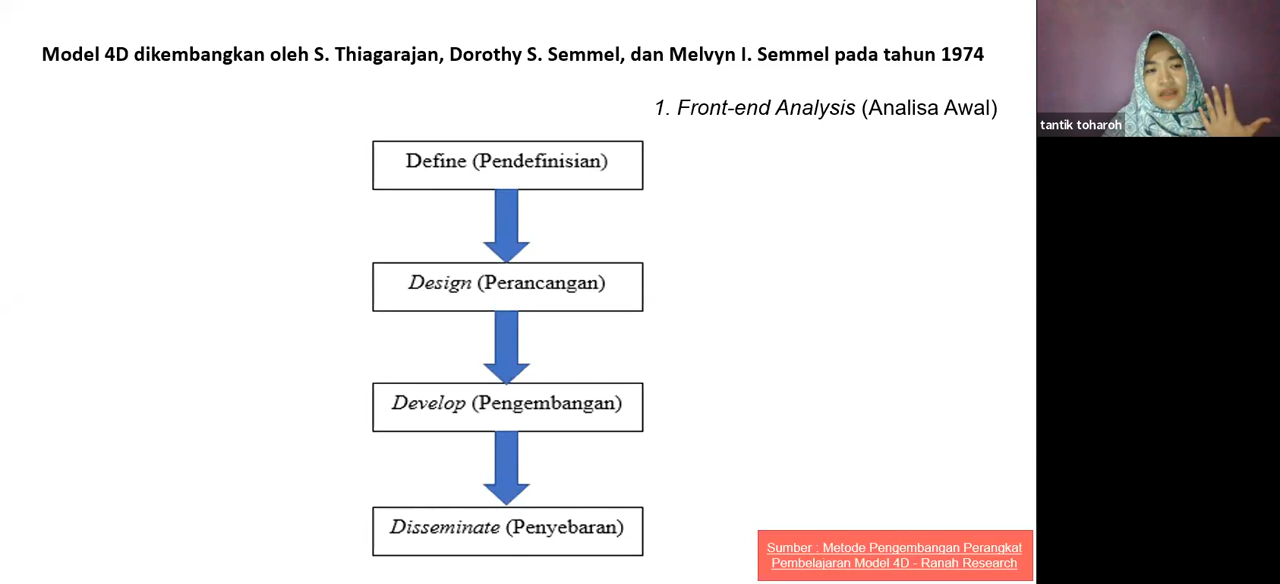 Model 4D dikembangkan oleh S. Thiagarajan, Dorothy S. Semmel, dan Melvyn I. Semmel pada tahun 1974
1. Front-end Analysis (Analisa Awal)
tantik toharoh
Define (Pendefinisian)
Design (Perancangan)
Develop (Pengembangan)
Disseminate (Penyebaran)
Sumber : Metode Pengembangan Perangkat
Pembelajaran Model 4D - Ranah Research